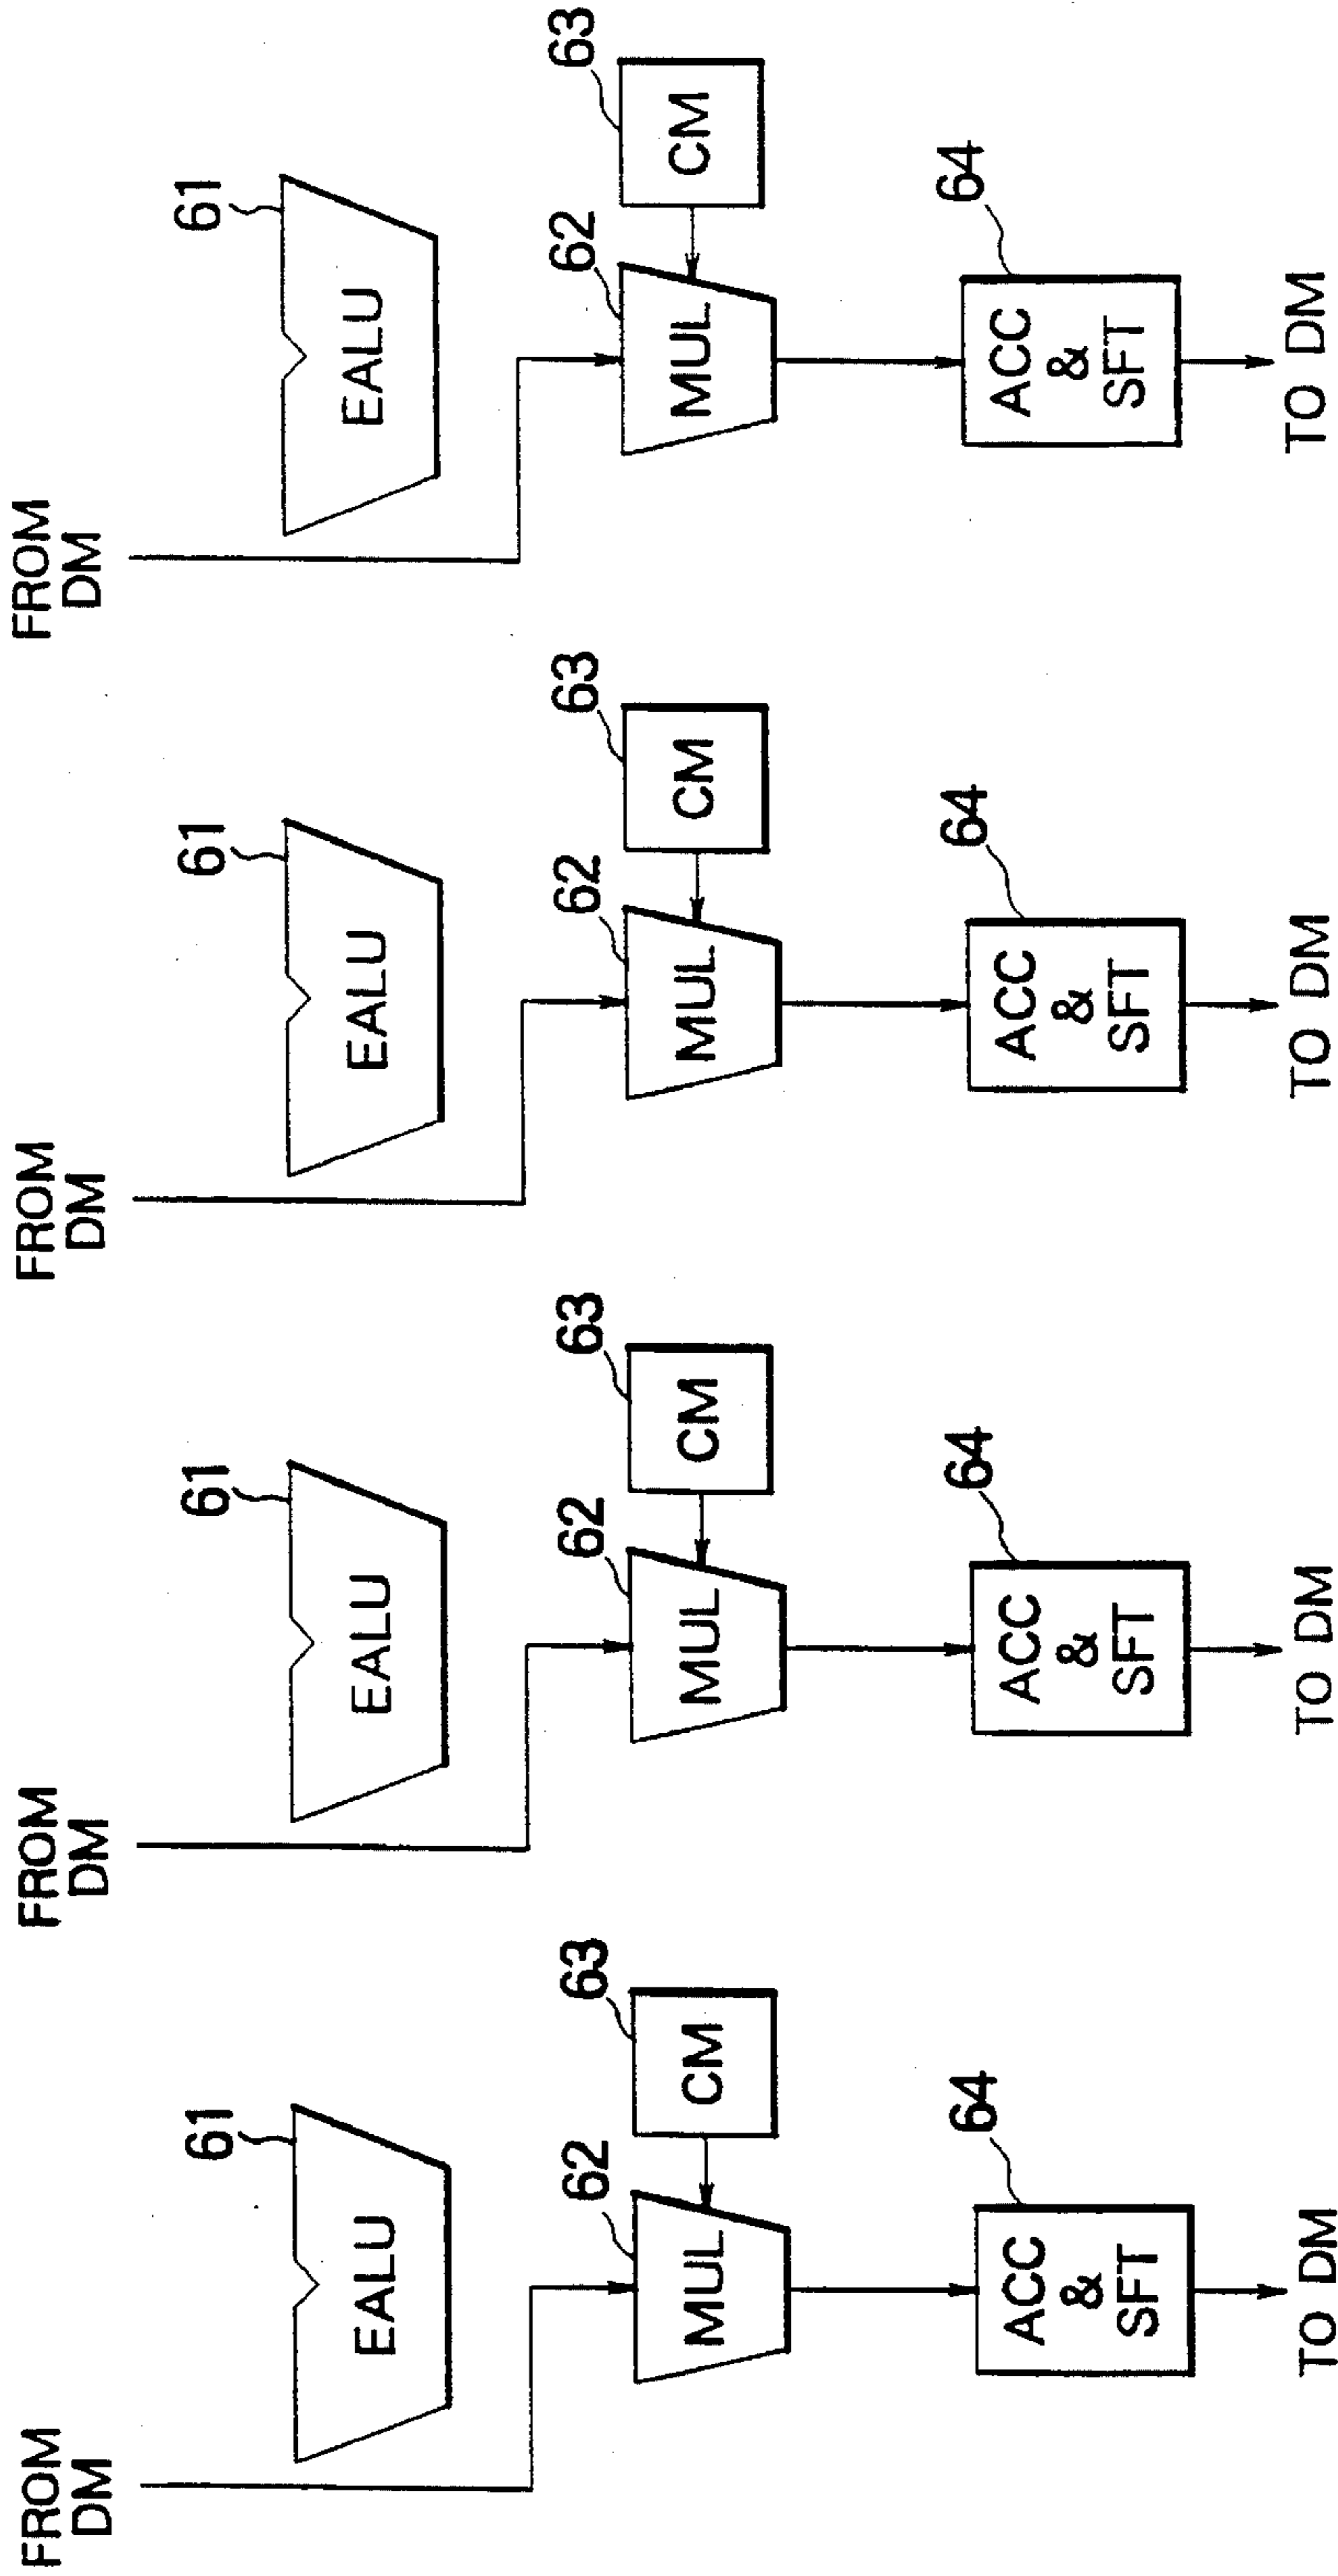 FROM
DM
61
EALU
62
MUL
63
CM
64
ACC
&
SFT
TO DM
FROM
DM
61
EALU
62
MUL
63
CM
64
ACC
&
SFT
TO DM
FROM
DM
61
EALU
62
MUL
63
CM
64
ACC
&
SFT
TO DM
FROM
DM
61
EALU
62
MUL
63
CM
64
ACC
&
SFT
TO DM